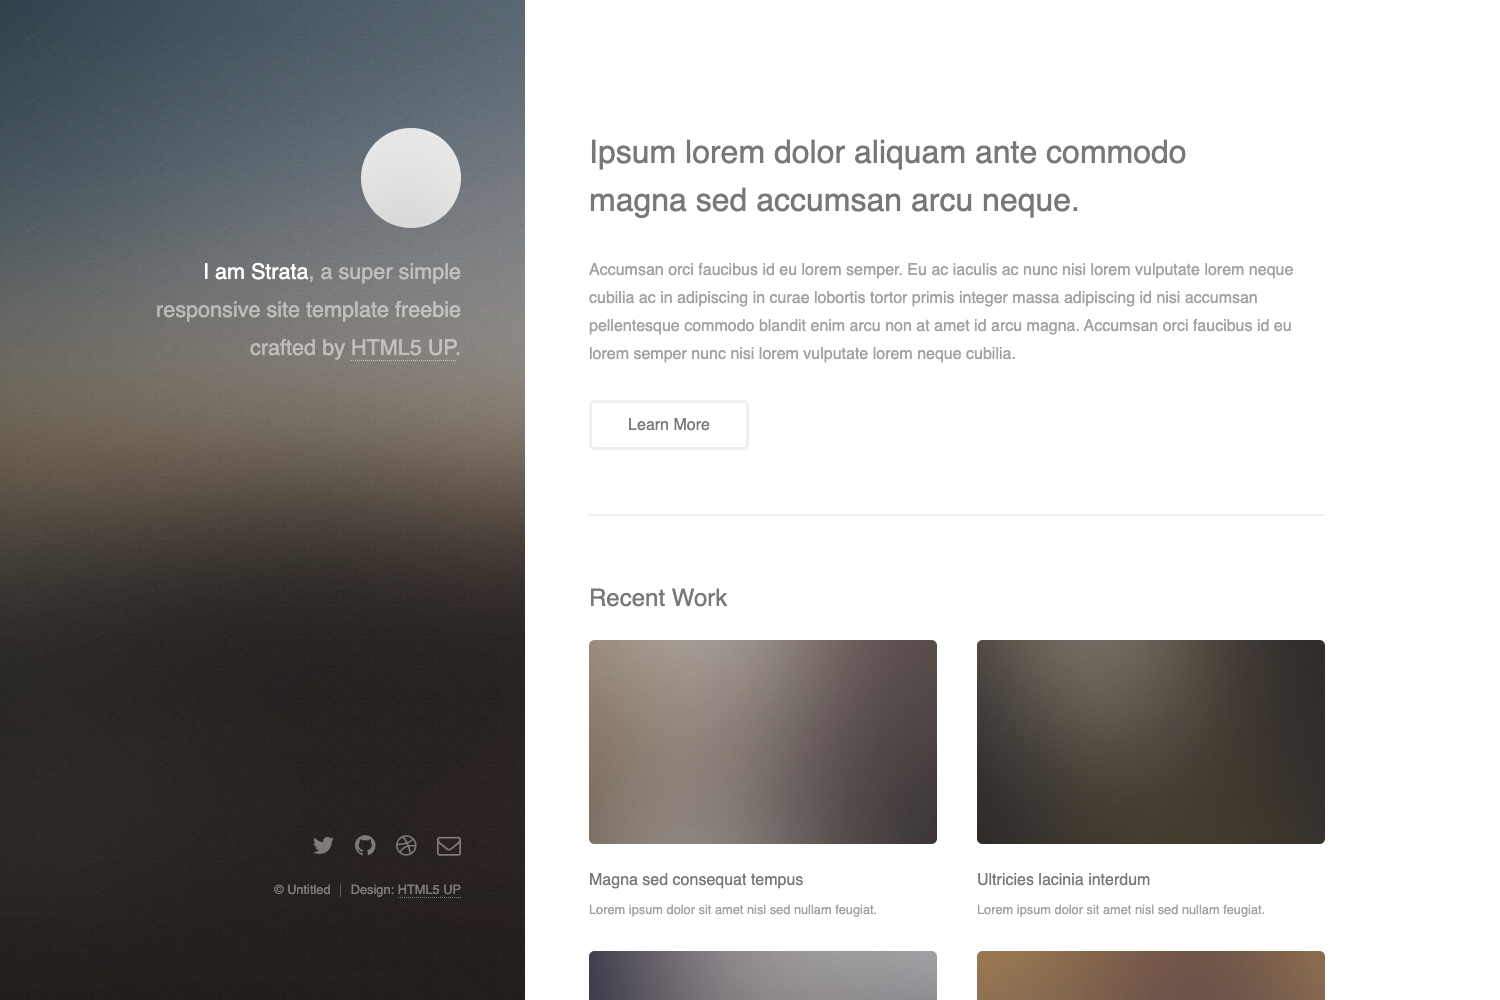 I am Strata, a super simple
responsive site template freebie
crafted by HTML5 UP.
© Untitled | Design: HTML5 UP
Ipsum lorem dolor aliquam ante commodo
magna sed accumsan arcu neque.
Accumsan orci faucibus id eu lorem semper. Eu ac iaculis ac nunc nisi lorem vulputate lorem neque
cubilia ac in adipiscing in curae lobortis tortor primis integer massa adipiscing id nisi accumsan
pellentesque commodo blandit enim arcu non at amet id arcu magna. Accumsan orci faucibus id eu
lorem semper nunc nisi lorem vulputate lorem neque cubilia.
Learn More
Recent Work
Magna sed consequat tempus
Lorem ipsum dolor sit amet nisl sed nullam feugiat.
Ultricies lacinia interdum
Lorem ipsum dolor sit amet nisl sed nullam feugiat.